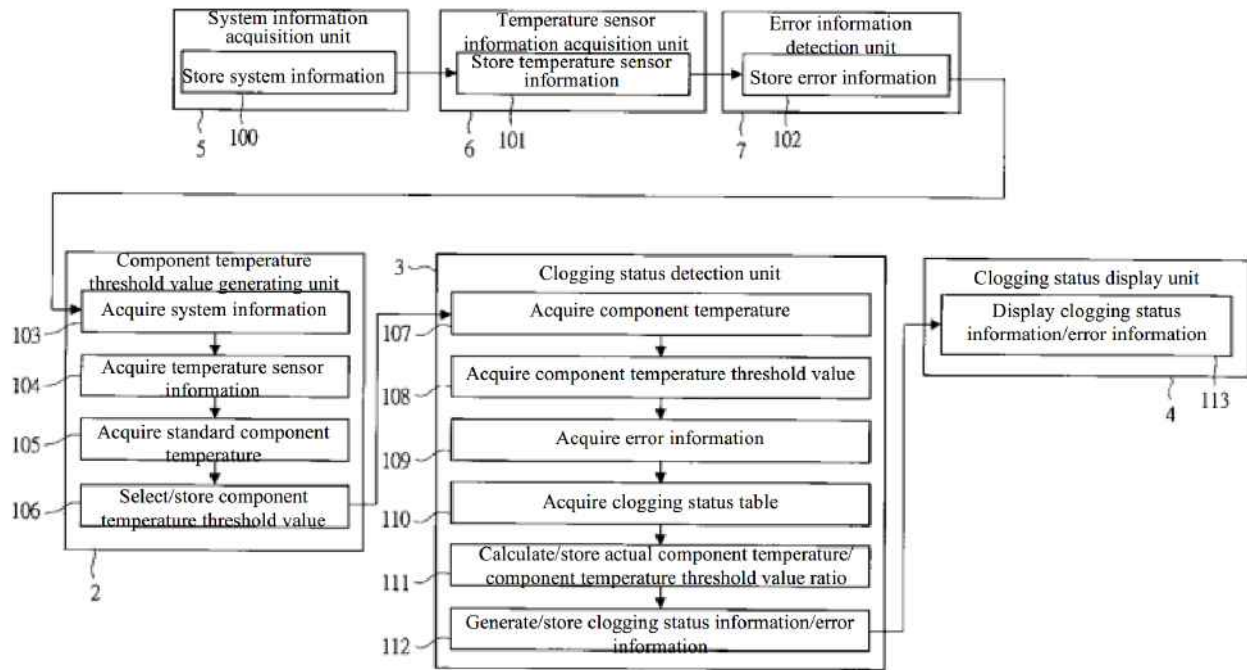 System information
acquisition unit
Store system information
5
100
Temperature sensor
information acquisition unit
Store temperature sensor
information
6
101
Error information
detection unit
Store error information
7
102
Component temperature
threshold value generating unit
Acquire system information
103
Acquire temperature sensor
information
104
Acquire standard component
temperature
105
Select/store component
temperature threshold value
106
2
3
Clogging status detection unit
Acquire component temperature
107
Acquire component temperature threshold value
108
Acquire error information
109
Acquire clogging status table
110
Calculate/store actual component temperature/
component temperature threshold value ratio
111
Generate/store clogging status information/error
information
112
Clogging status display unit
Display clogging status
information/error information
4
113